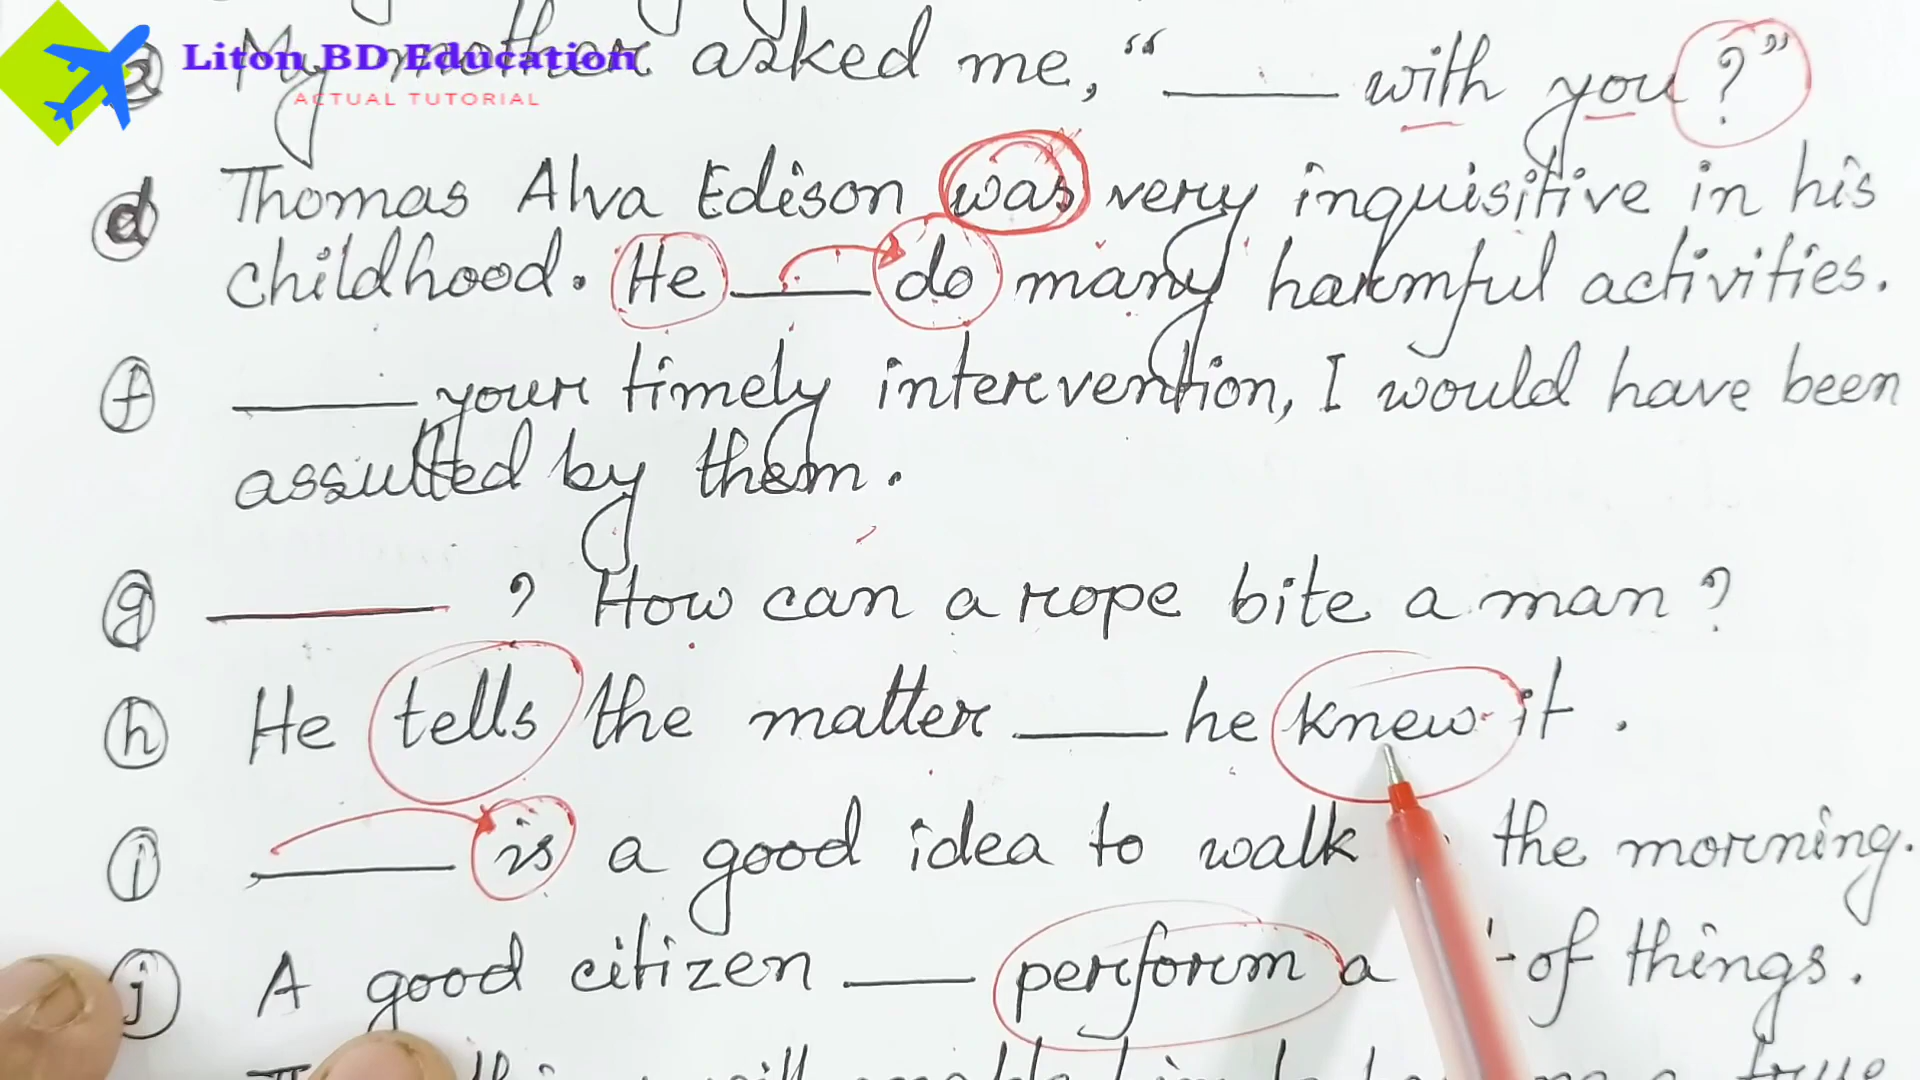 Liton BD Education
ACTUAL TUTORIAL
My mother asked me, “ ____ with you ?”
d Thomas Alva Edison was very inquisitive in his
childhood. He ____ do many harmful activities.
f ____ your timely intervention, I would have been
assulted by them.
g ____ ? How can a rope bite a man ?
h He tells the matter ____ he knew it .
i ____ is a good idea to walk the morning.
j A good citizen ____ perform a of things.